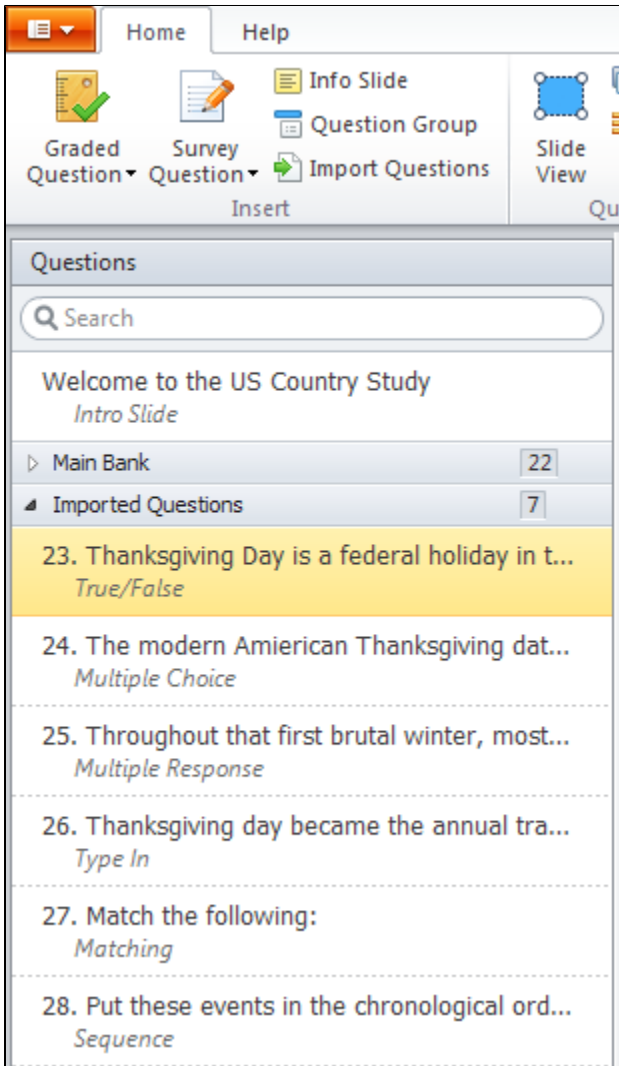 Home Help
Info Slide
Question Group
Import Questions
Graded Question
Survey Question
Slide View
Insert
Qu
Questions
Search
Welcome to the US Country Study
Intro Slide
Main Bank 22
Imported Questions 7
23. Thanksgiving Day is a federal holiday in t...
True/False
24. The modern Amierican Thanksgiving dat...
Multiple Choice
25. Throughout that first brutal winter, most...
Multiple Response
26. Thanksgiving day became the annual tra...
Type In
27. Match the following:
Matching
28. Put these events in the chronological ord...
Sequence